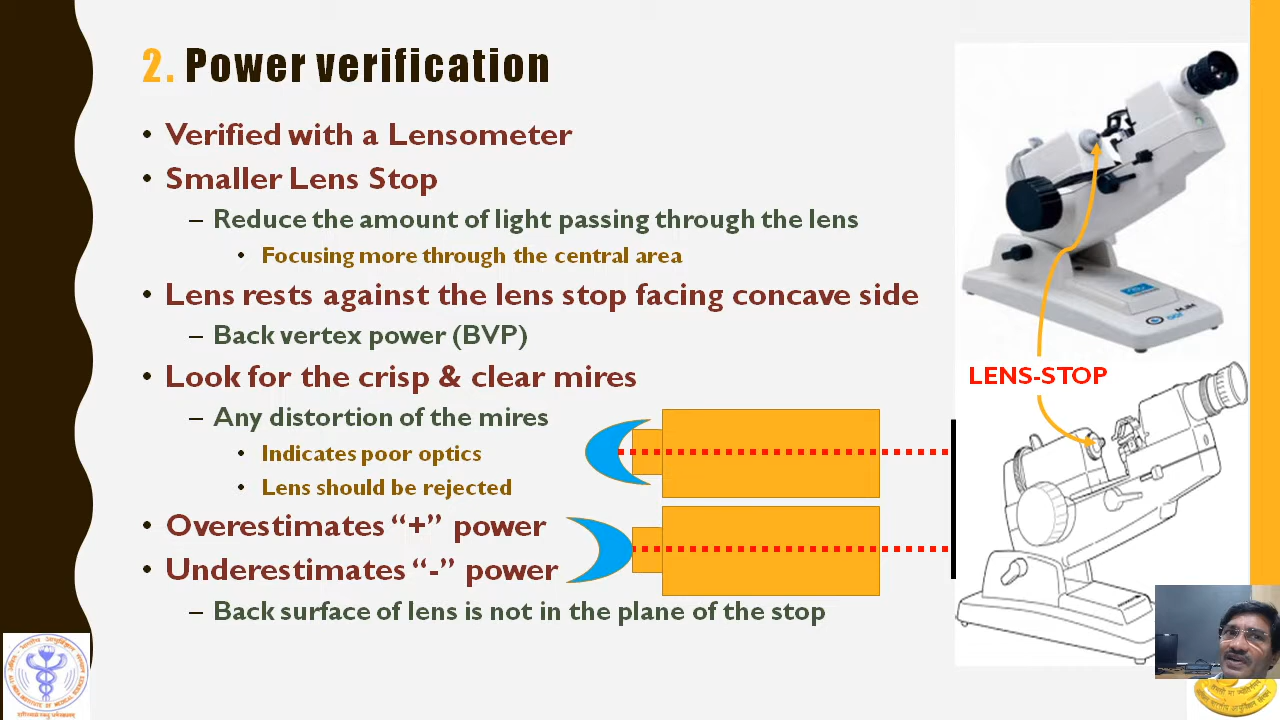 2. Power verification
• Verified with a Lensometer
• Smaller Lens Stop
– Reduce the amount of light passing through the lens
• Focusing more through the central area
• Lens rests against the lens stop facing concave side
– Back vertex power (BVP)
• Look for the crisp & clear mires
– Any distortion of the mires
• Indicates poor optics
• Lens should be rejected
• Overestimates “+” power
• Underestimates “-” power
– Back surface of lens is not in the plane of the stop
LENS-STOP